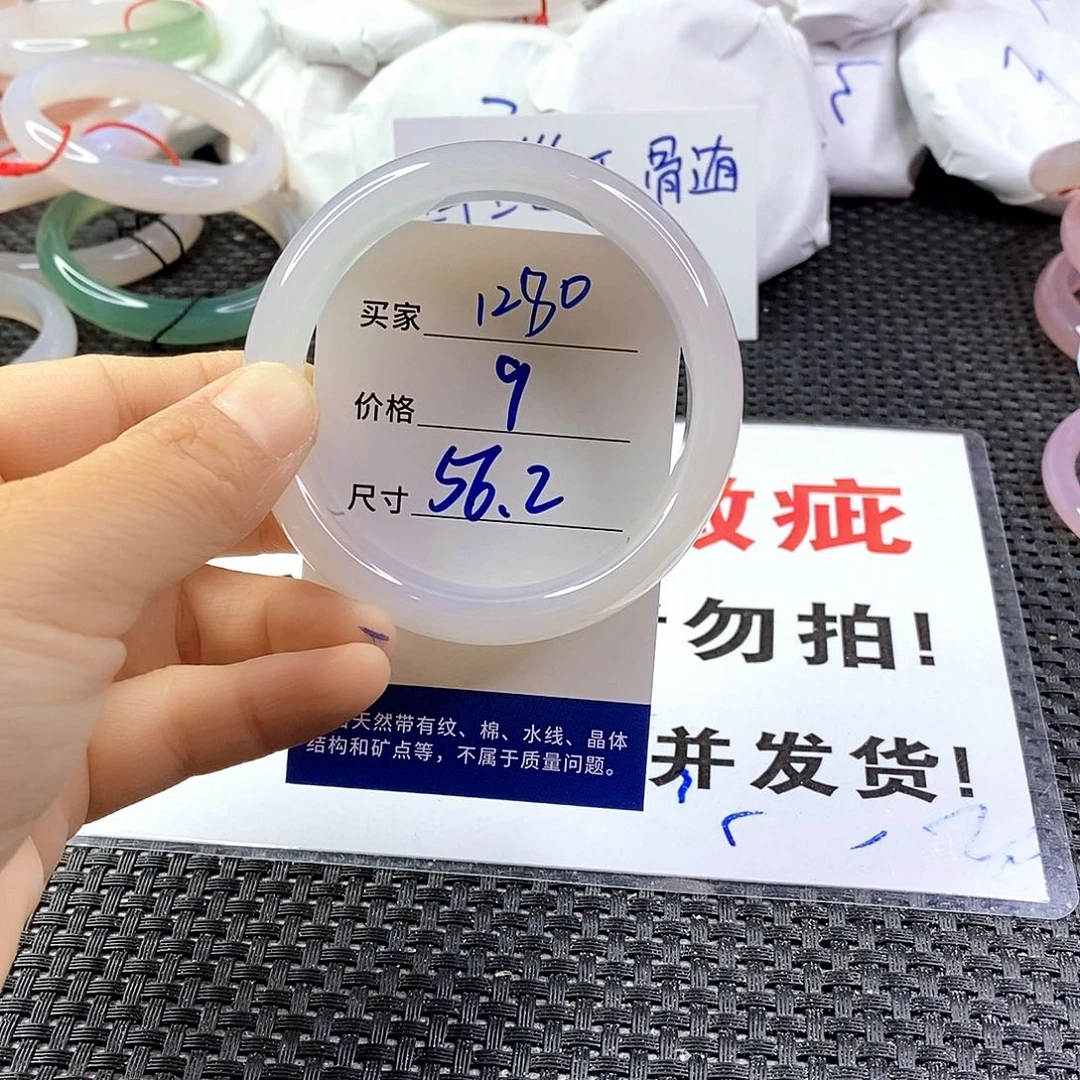 骨随
买家 1280
价格 9
尺寸 56.2
疵
勿拍!
天然带有纹、棉、水线、晶体
结构和矿点等，不属于质量问题。
并发货!